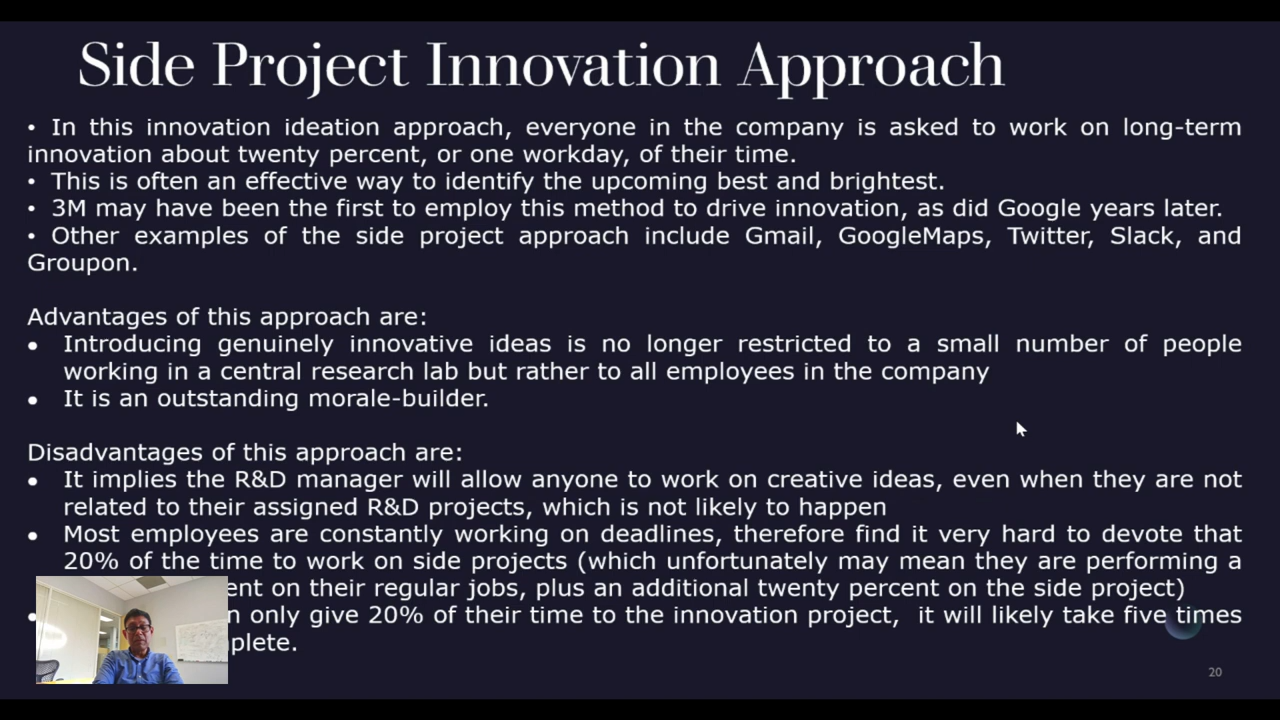 Side Project Innovation Approach
• In this innovation ideation approach, everyone in the company is asked to work on long-term
innovation about twenty percent, or one workday, of their time.
• This is often an effective way to identify the upcoming best and brightest.
• 3M may have been the first to employ this method to drive innovation, as did Google years later.
• Other examples of the side project approach include Gmail, GoogleMaps, Twitter, Slack, and
Groupon.
Advantages of this approach are:
• Introducing genuinely innovative ideas is no longer restricted to a small number of people
working in a central research lab but rather to all employees in the company
• It is an outstanding morale-builder.
Disadvantages of this approach are:
• It implies the R&D manager will allow anyone to work on creative ideas, even when they are not
related to their assigned R&D projects, which is not likely to happen
• Most employees are constantly working on deadlines, therefore find it very hard to devote that
20% of the time to work on side projects (which unfortunately may mean they are performing a
on their regular jobs, plus an additional twenty percent on the side project)
• only give 20% of their time to the innovation project, it will likely take five times
20